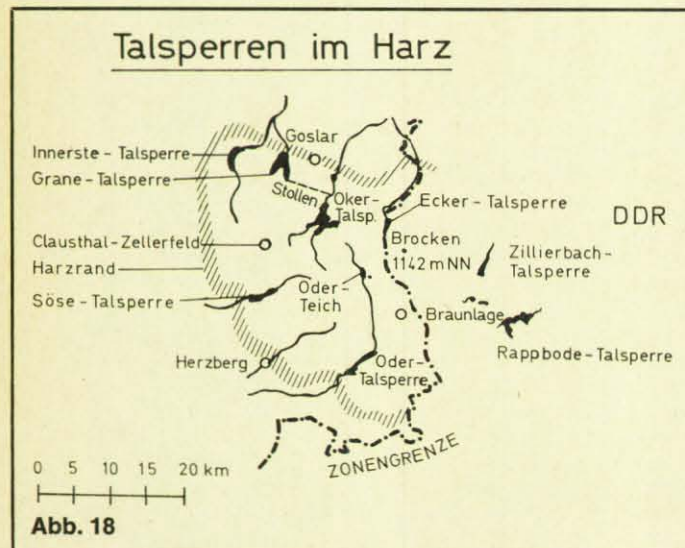 Talsperren im Harz
Goslar
Innerste-Talsperre
Grane-Talsperre
Stollen
Oker-
Talsp.
Ecker-Talsperre
DDR
Clausthal-Zellerfeld
Brocken
1142 mNN
Zillierbach-
Talsperre
Harzrand
Söse-Talsperre
Oder-
Teich
Braunlage
Rappbode-Talsperre
Herzberg
Oder-
Talsperre
ZONENGRENZE
0 5 10 15 20 km
Abb. 18